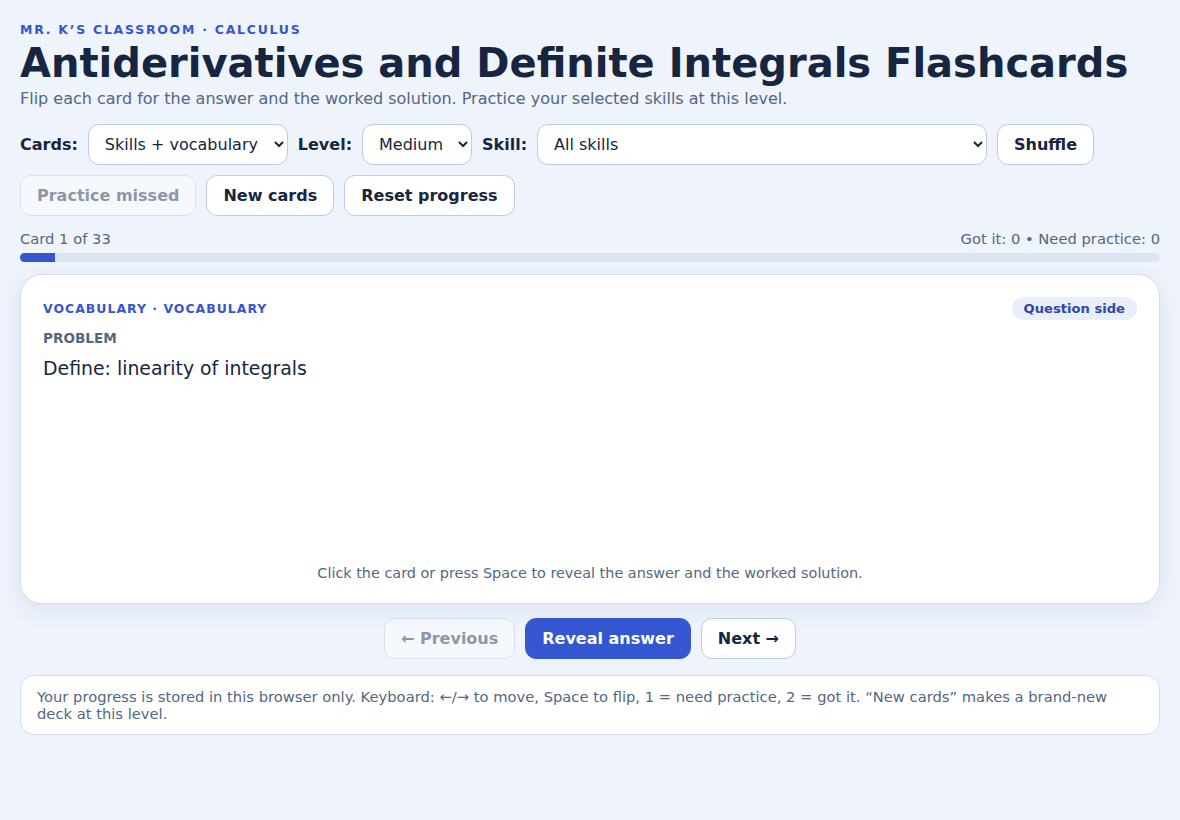 MR. K’S CLASSROOM · CALCULUS
Antiderivatives and Definite Integrals Flashcards
Flip each card for the answer and the worked solution. Practice your selected skills at this level.
Cards: Skills + vocabulary Level: Medium Skill: All skills Shuffle
Practice missed New cards Reset progress
Card 1 of 33 Got it: 0 • Need practice: 0
VOCABULARY · VOCABULARY Question side
PROBLEM
Define: linearity of integrals
Click the card or press Space to reveal the answer and the worked solution.
← Previous Reveal answer Next →
Your progress is stored in this browser only. Keyboard: ←/→ to move, Space to flip, 1 = need practice, 2 = got it. “New cards” makes a brand-new
deck at this level.